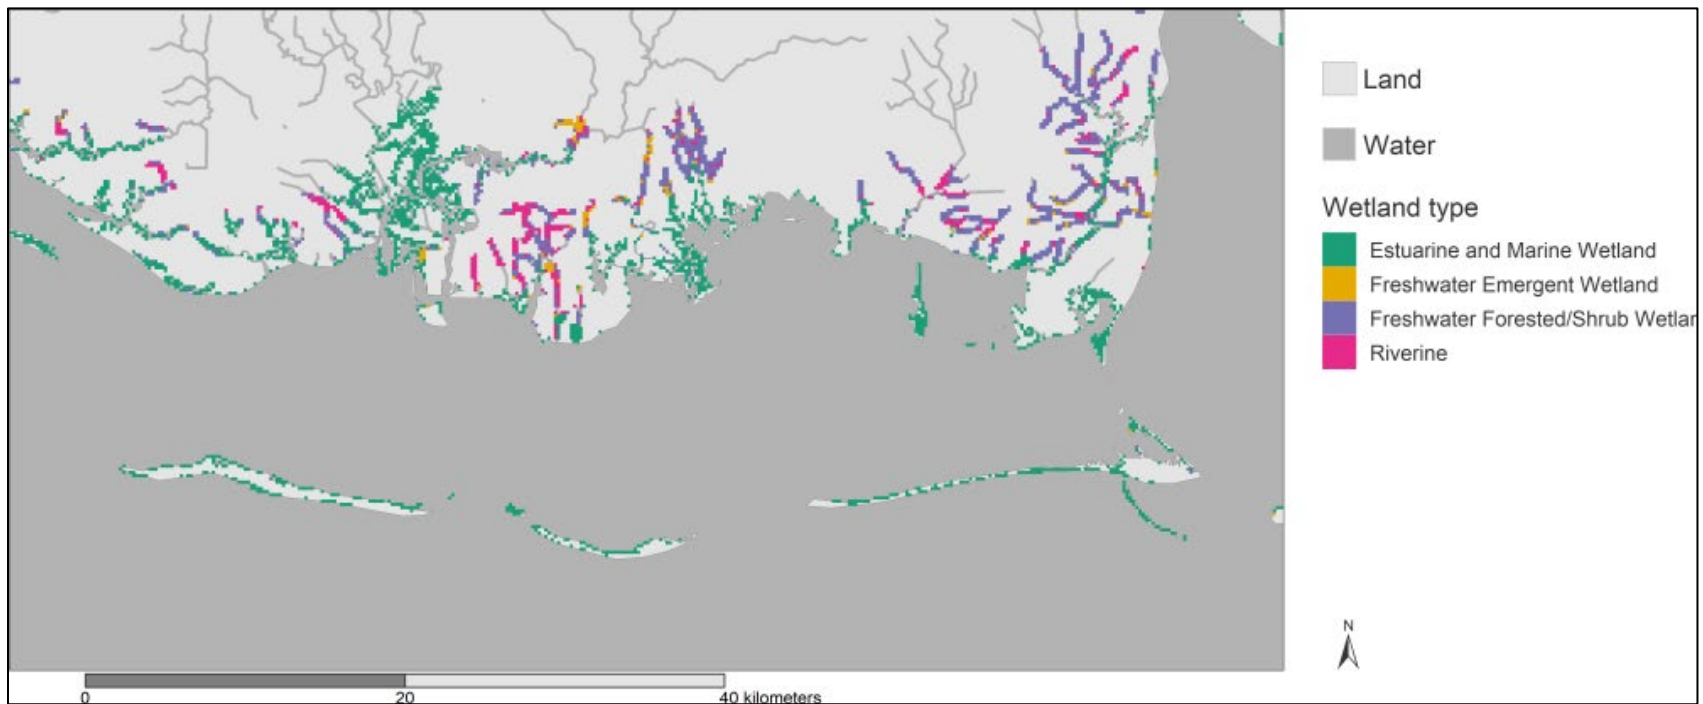 Land
Water
Wetland type
Estuarine and Marine Wetland
Freshwater Emergent Wetland
Freshwater Forested/Shrub Wetlar
Riverine
N
0 20 40 kilometers